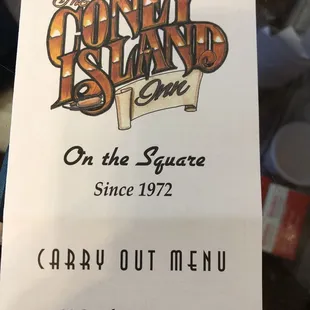 The
CONEY
ISLAND
Inn
On the Square
Since 1972
CARRY OUT MENU